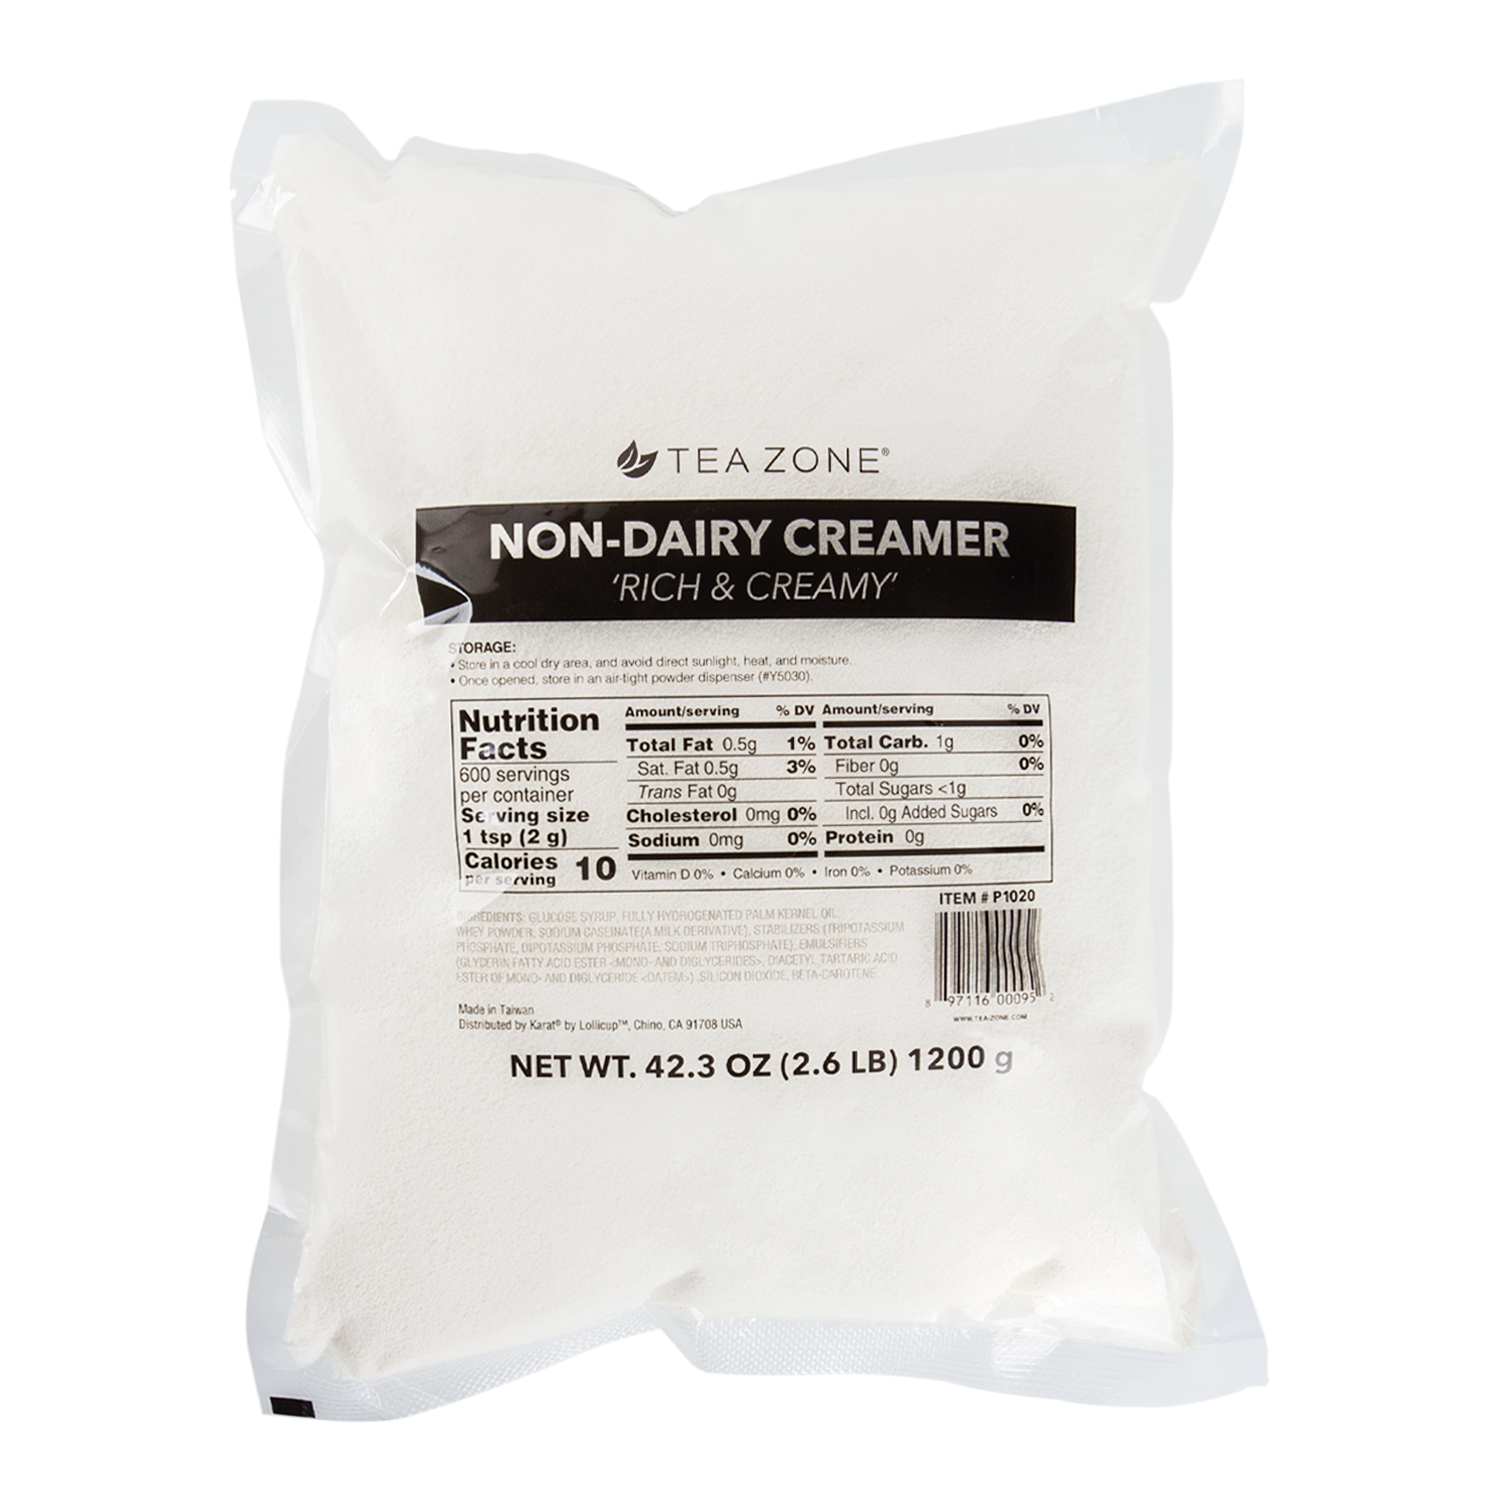 TEA ZONE®
NON-DAIRY CREAMER
'RICH & CREAMY'
STORAGE:
• Store in a cool dry area, and avoid direct sunlight, heat, and moisture.
• Once opened, store in an air-tight powder dispenser (#Y5030).
Nutrition
Facts
600 servings
per container
Serving size
1 tsp (2 g)
Calories
per serving 10
Amount/serving % DV
Total Fat 0.5g 1%
Sat. Fat 0.5g 3%
Trans Fat 0g
Cholesterol 0mg 0%
Sodium 0mg 0%
Amount/serving % DV
Total Carb. 1g 0%
Fiber 0g 0%
Total Sugars <1g
Incl. 0g Added Sugars 0%
Protein 0g
Vitamin D 0% • Calcium 0% • Iron 0% • Potassium 0%
ITEM # P1020
INGREDIENTS: GLUCOSE SYRUP, FULLY HYDROGENATED PALM KERNEL OIL,
WHEY POWDER, SODIUM CASEINATE(A MILK DERIVATIVE), STABILIZERS (TRIPOTASSIUM
PHOSPHATE, DIPOTASSIUM PHOSPHATE, SODIUM TRIPHOSPHATE), EMULSIFIERS
(GLYCERIN FATTY ACID ESTER <MONO- AND DIGLYCERIDES>, DIACETYL TARTARIC ACID
ESTER OF MONO- AND DIGLYCERIDE <DATEM>), SILICON DIOXIDE, BETA-CAROTENE.
8 97116 00095 2
WWW.TEA-ZONE.COM
Made in Taiwan
Distributed by Karat® by Lollicup™, Chino, CA 91708 USA
NET WT. 42.3 OZ (2.6 LB) 1200 g